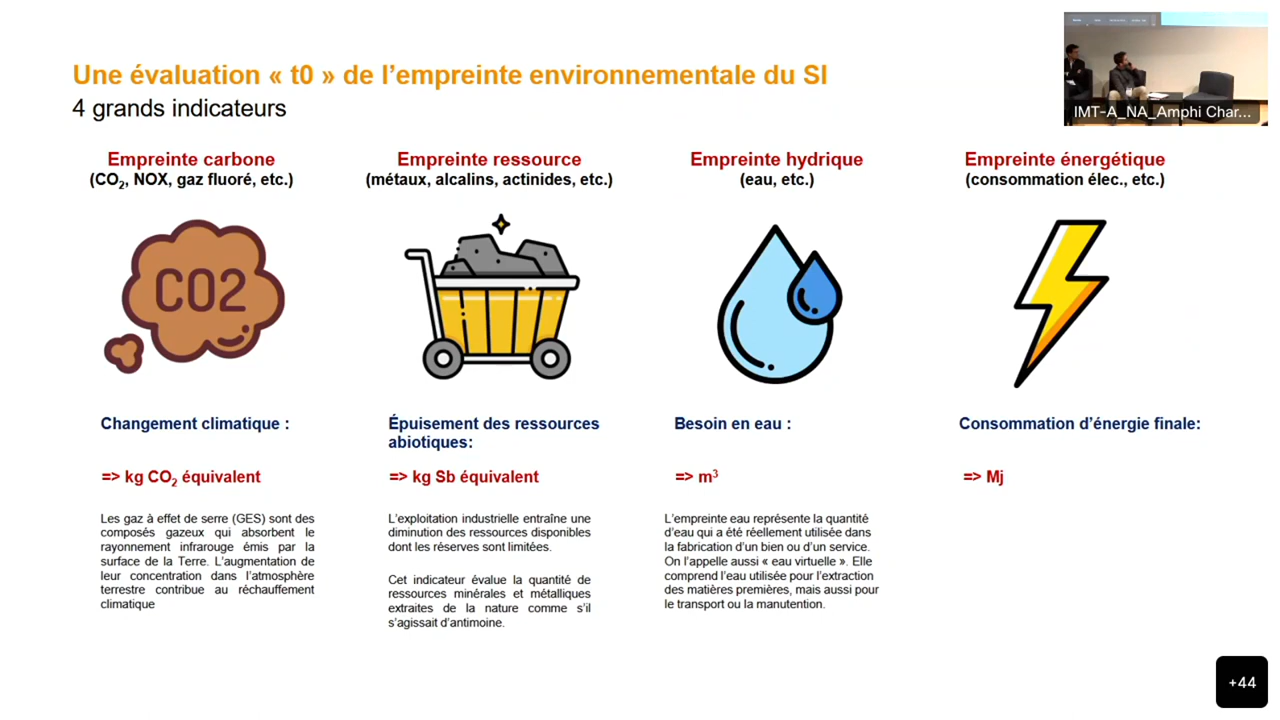 Une évaluation « t0 » de l’empreinte environnementale du SI
4 grands indicateurs
IMT-A_NA_Amphi Char...
Empreinte carbone
(CO₂, NOX, gaz fluoré, etc.)
CO2
Changement climatique :
=> kg CO₂ équivalent
Les gaz à effet de serre (GES) sont des
composés gazeux qui absorbent le
rayonnement infrarouge émis par la
surface de la Terre. L’augmentation de
leur concentration dans l’atmosphère
terrestre contribue au réchauffement
climatique
Empreinte ressource
(métaux, alcalins, actinides, etc.)
Épuisement des ressources
abiotiques:
=> kg Sb équivalent
L’exploitation industrielle entraîne une
diminution des ressources disponibles
dont les réserves sont limitées.
Cet indicateur évalue la quantité de
ressources minérales et métalliques
extraites de la nature comme s’il
s’agissait d’antimoine.
Empreinte hydrique
(eau, etc.)
Besoin en eau :
=> m³
L’empreinte eau représente la quantité
d’eau qui a été réellement utilisée dans
la fabrication d’un bien ou d’un service.
On l’appelle aussi « eau virtuelle ». Elle
comprend l’eau utilisée pour l’extraction
des matières premières, mais aussi pour
le transport ou la manutention.
Empreinte énergétique
(consommation élec., etc.)
Consommation d’énergie finale:
=> Mj
+44